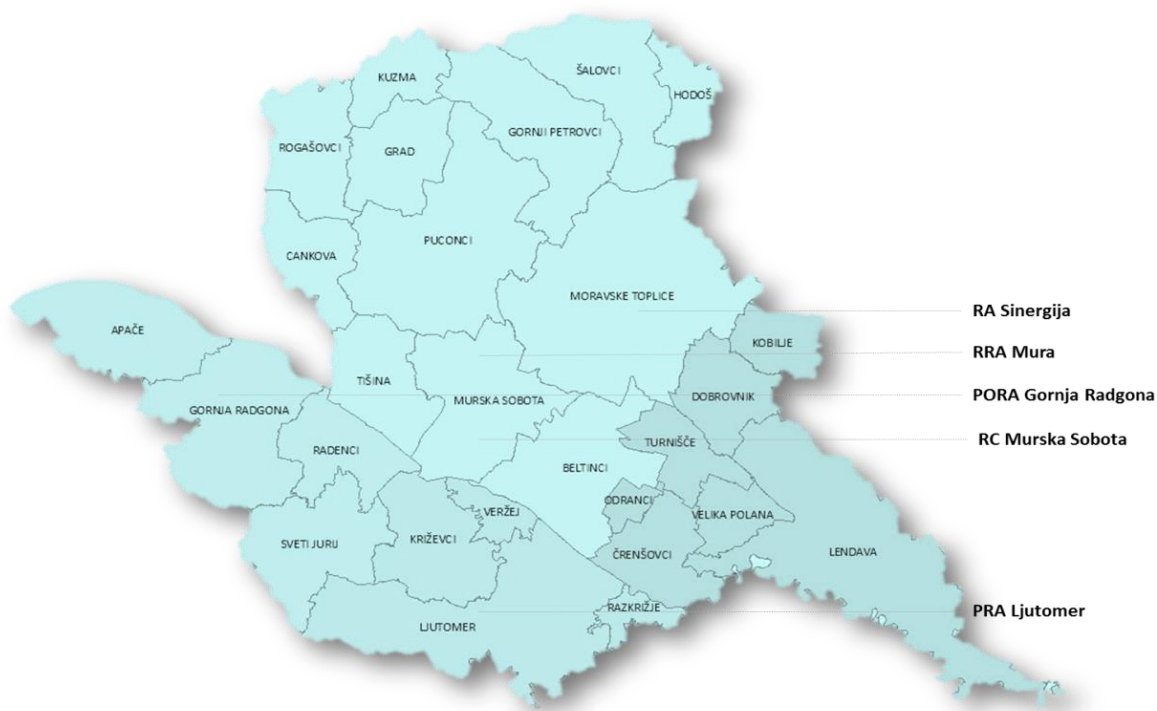 KUZMA
ŠALOVCI
HODOŠ
GORNJI PETROVCI
ROGAŠOVCI
GRAD
PUCONCI
CANKOVA
MORAVSKE TOPLICE
RA Sinergija
APAČE
KOBILJE
RRA Mura
TIŠINA
PORA Gornja Radgona
DOBROVNIK
MURSKA SOBOTA
GORNJA RADGONA
RC Murska Sobota
TURNIŠČE
RADENCI
BELTINCI
ODRANCI
VERŽEJ
VELIKA POLANA
KRIŽEVCI
SVETI JURIJ
LENDAVA
ČRENŠOVCI
RAZKRIŽJE
PRA Ljutomer
LJUTOMER